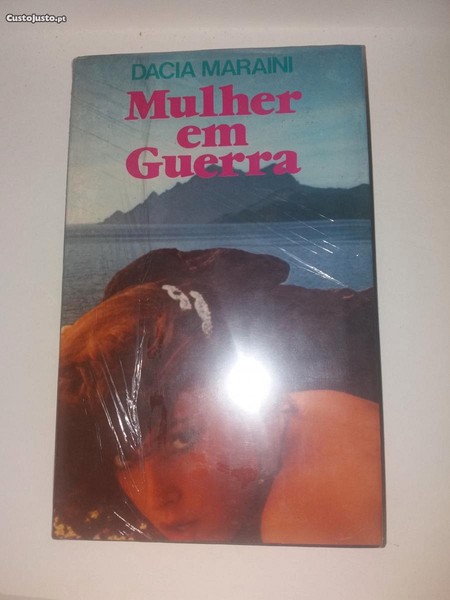 CustoJusto.pt
DACIA MARAINI
Mulher
em
Guerra